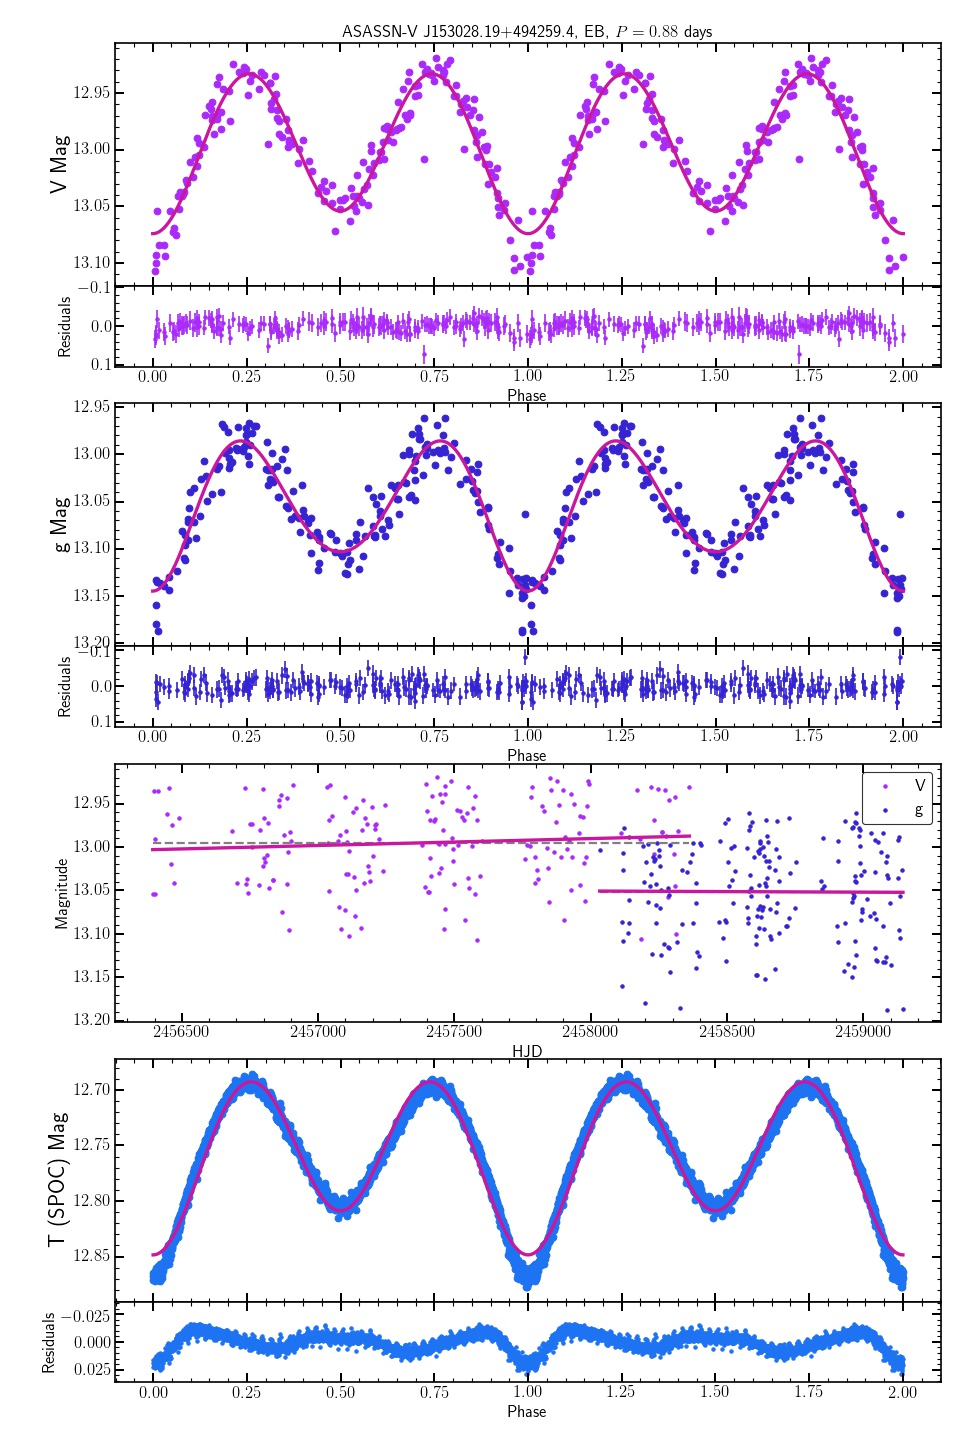 ASASSN-V J153028.19+494259.4, EB, P = 0.88 days
V Mag
12.95
13.00
13.05
13.10
Residuals
−0.1
0.0
0.1
0.00 0.25 0.50 0.75 1.00 1.25 1.50 1.75 2.00
Phase
g Mag
12.95
13.00
13.05
13.10
13.15
13.20
Residuals
−0.1
0.0
0.1
0.00 0.25 0.50 0.75 1.00 1.25 1.50 1.75 2.00
Phase
Magnitude
12.95
13.00
13.05
13.10
13.15
13.20
V
g
2456500 2457000 2457500 2458000 2458500 2459000
HJD
T (SPOC) Mag
12.70
12.75
12.80
12.85
Residuals
−0.025
0.000
0.025
0.00 0.25 0.50 0.75 1.00 1.25 1.50 1.75 2.00
Phase